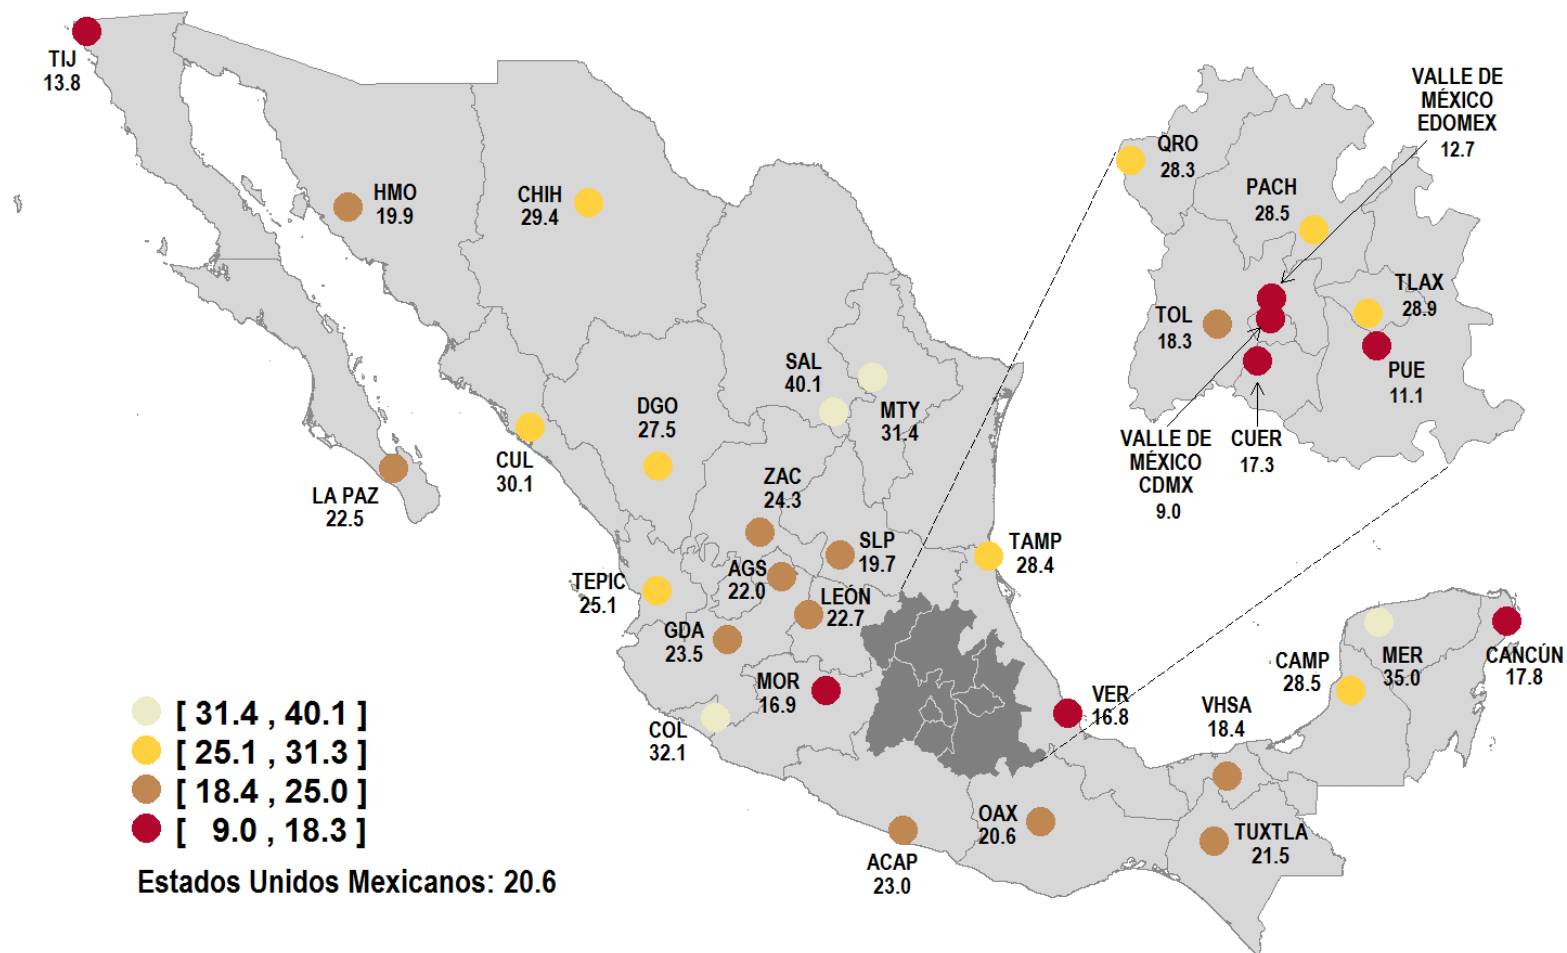 TIJ
13.8
HMO
19.9
CHIH
29.4
SAL
40.1
MTY
31.4
DGO
27.5
CUL
30.1
LA PAZ
22.5
ZAC
24.3
SLP
19.7
TAMP
28.4
AGS
22.0
TEPIC
25.1
LEÓN
22.7
GDA
23.5
MOR
16.9
COL
32.1
VER
16.8
ACAP
23.0
OAX
20.6
VHSA
18.4
TUXTLA
21.5
CAMP
28.5
MER
35.0
CANCÚN
17.8
VALLE DE
MÉXICO
EDOMEX
12.7
QRO
28.3
PACH
28.5
TLAX
28.9
TOL
18.3
PUE
11.1
VALLE DE
MÉXICO
CDMX
9.0
CUER
17.3
[ 31.4 , 40.1 ]
[ 25.1 , 31.3 ]
[ 18.4 , 25.0 ]
[ 9.0 , 18.3 ]
Estados Unidos Mexicanos: 20.6